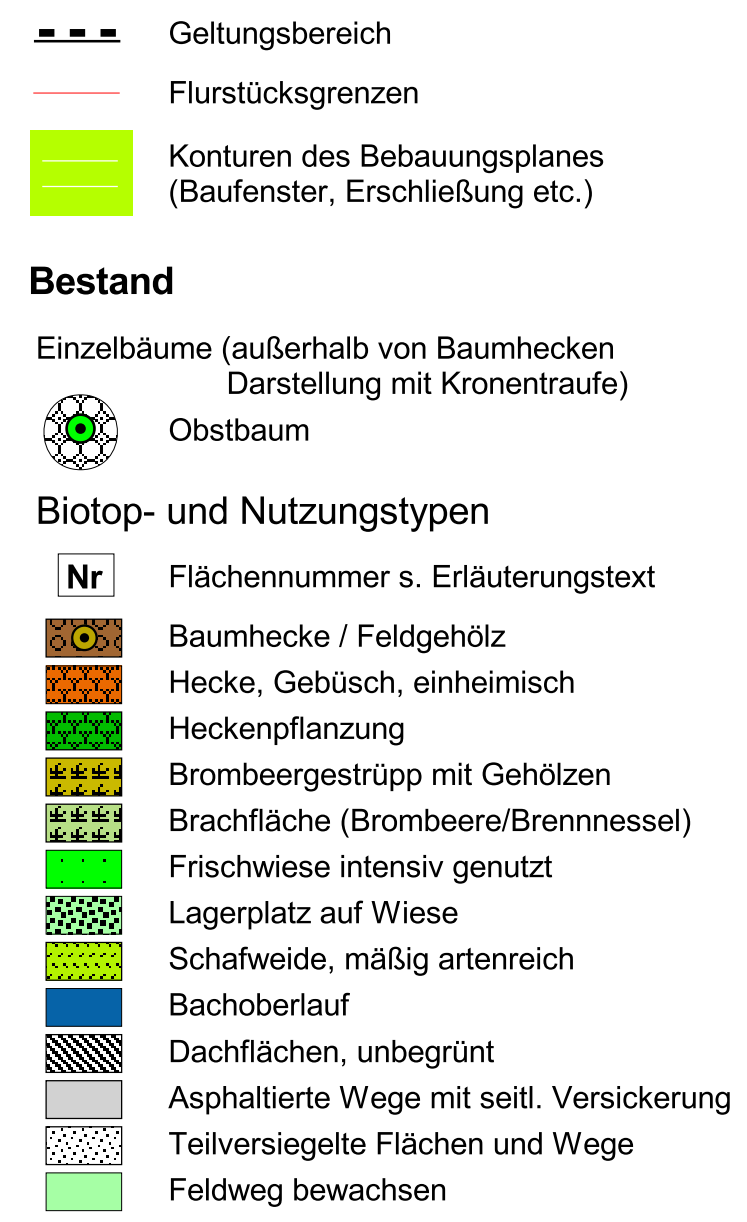 Geltungsbereich
Flurstücksgrenzen
Konturen des Bebauungsplanes
(Baufenster, Erschließung etc.)
Bestand
Einzelbäume (außerhalb von Baumhecken
Darstellung mit Kronentraufe)
Obstbaum
Biotop- und Nutzungstypen
Nr Flächennummer s. Erläuterungstext
Baumhecke / Feldgehölz
Hecke, Gebüsch, einheimisch
Heckenpflanzung
Brombeergestrüpp mit Gehölzen
Brachfläche (Brombeere/Brennnessel)
Frischwiese intensiv genutzt
Lagerplatz auf Wiese
Schafweide, mäßig artenreich
Bachoberlauf
Dachflächen, unbegrünt
Asphaltierte Wege mit seitl. Versickerung
Teilversiegelte Flächen und Wege
Feldweg bewachsen